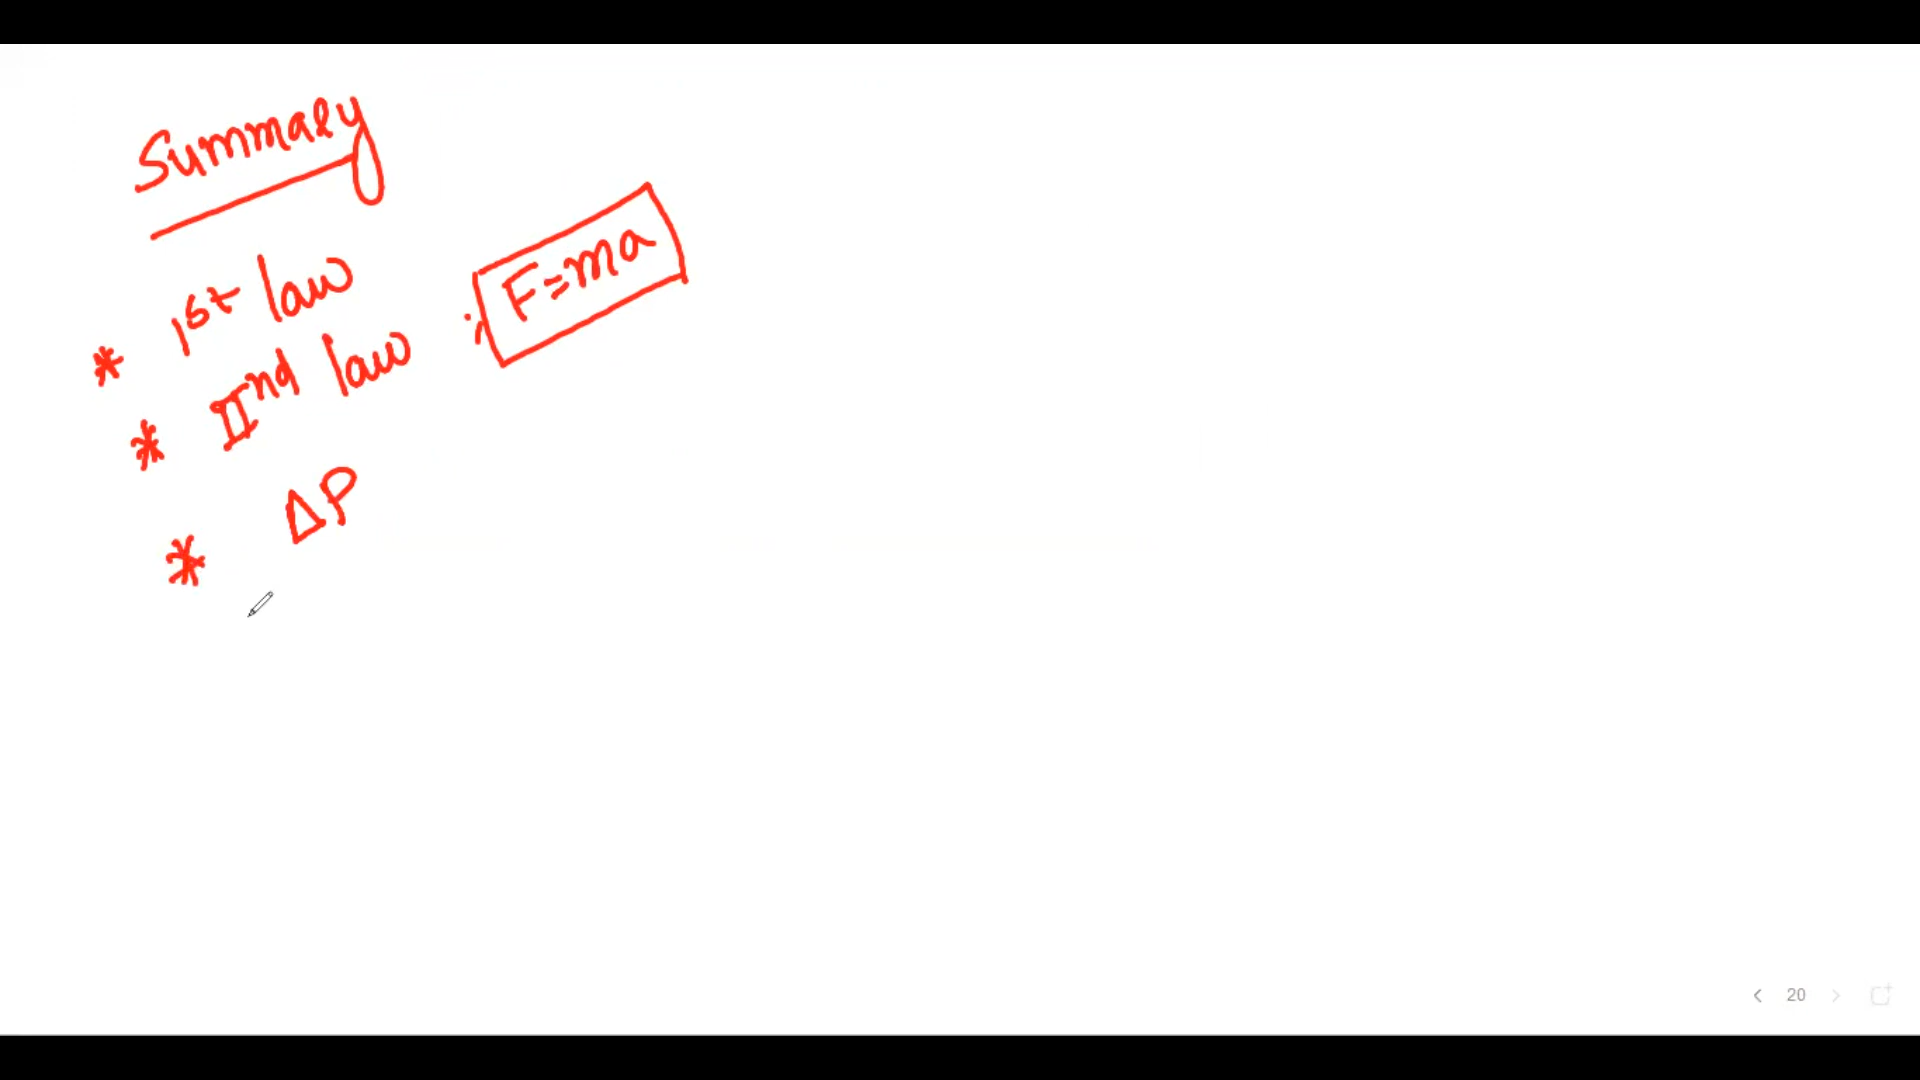 Summary
* 1st law
* IInd law ; F=ma
* ΔP
20